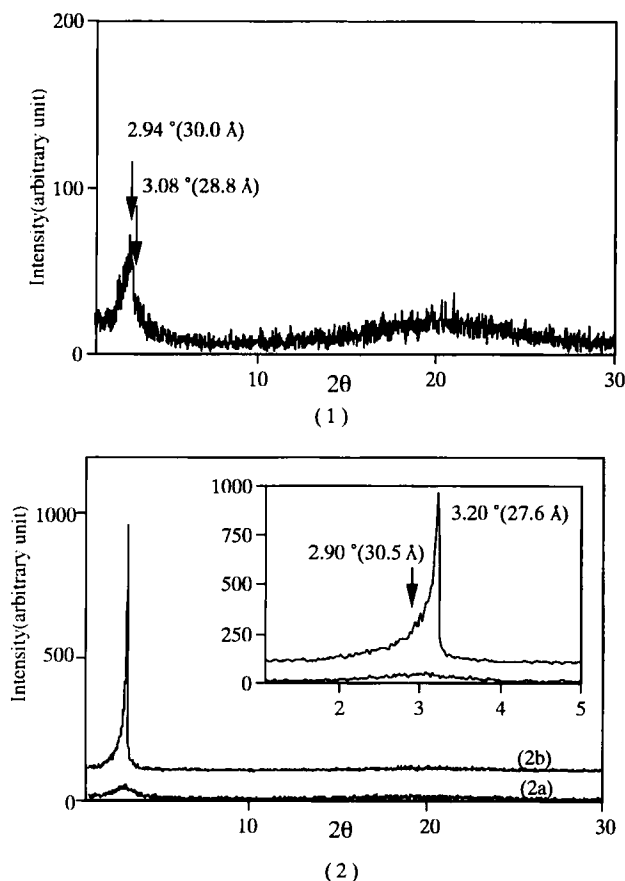 200
2.94 °(30.0 Å)
3.08 °(28.8 Å)
100
Intensity(arbitrary unit)
0
10
20
30
2θ
( 1 )
1000
1000
3.20 °(27.6 Å)
750
2.90 °(30.5 Å)
500
250
0
2
3
4
5
Intensity(arbitrary unit)
500
(2b)
(2a)
0
10
20
30
2θ
( 2 )